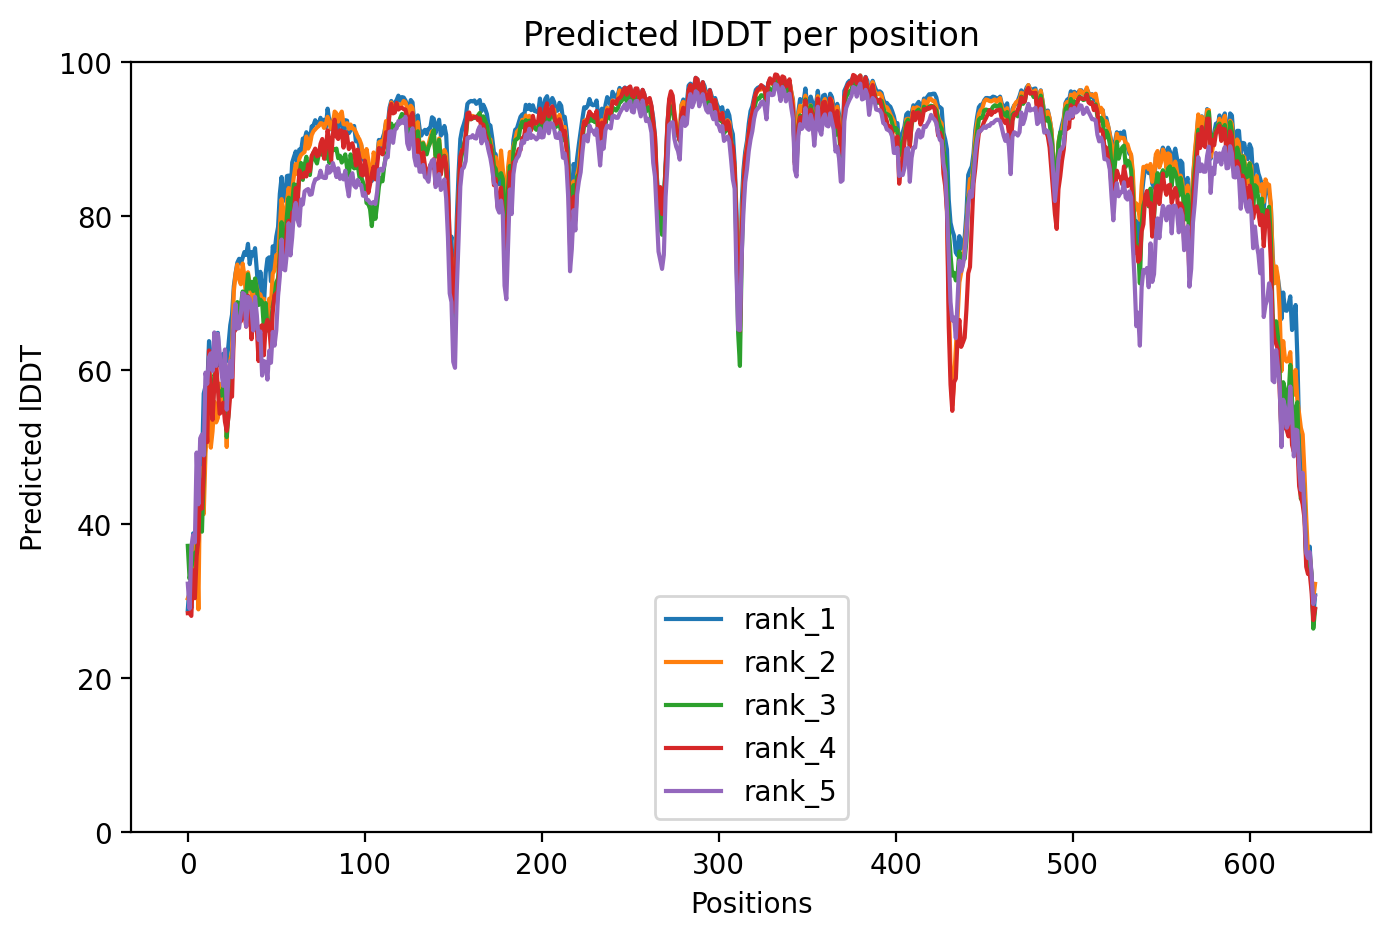 Predicted lDDT per position
100
80
60
40
20
0
Predicted lDDT
0 100 200 300 400 500 600
Positions
rank_1
rank_2
rank_3
rank_4
rank_5